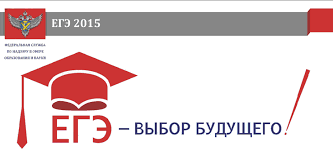 ЕГЭ 2015
ФЕДЕРАЛЬНАЯ СЛУЖБА
ПО НАДЗОРУ В СФЕРЕ
ОБРАЗОВАНИЯ И НАУКИ
ЕГЭ – ВЫБОР БУДУЩЕГО!